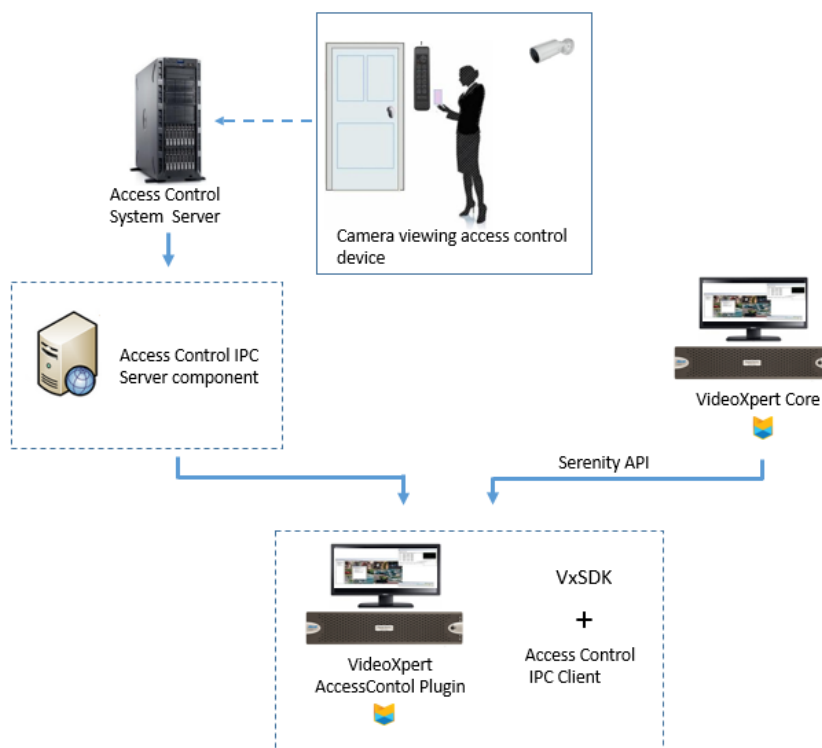 Access Control
System Server
Camera viewing access control
device
Access Control IPC
Server component
VideoXpert Core
Serenity API
VideoXpert
AccessContol Plugin
VxSDK
+
Access Control
IPC Client